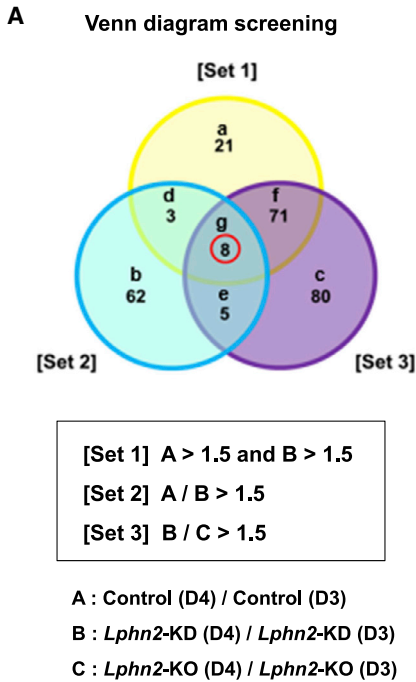 A
Venn diagram screening
[Set 1]
a
21
d
3
f
71
g
8
b
62
e
5
c
80
[Set 2]
[Set 3]
[Set 1] A > 1.5 and B > 1.5
[Set 2] A / B > 1.5
[Set 3] B / C > 1.5
A : Control (D4) / Control (D3)
B : Lphn2-KD (D4) / Lphn2-KD (D3)
C : Lphn2-KO (D4) / Lphn2-KO (D3)